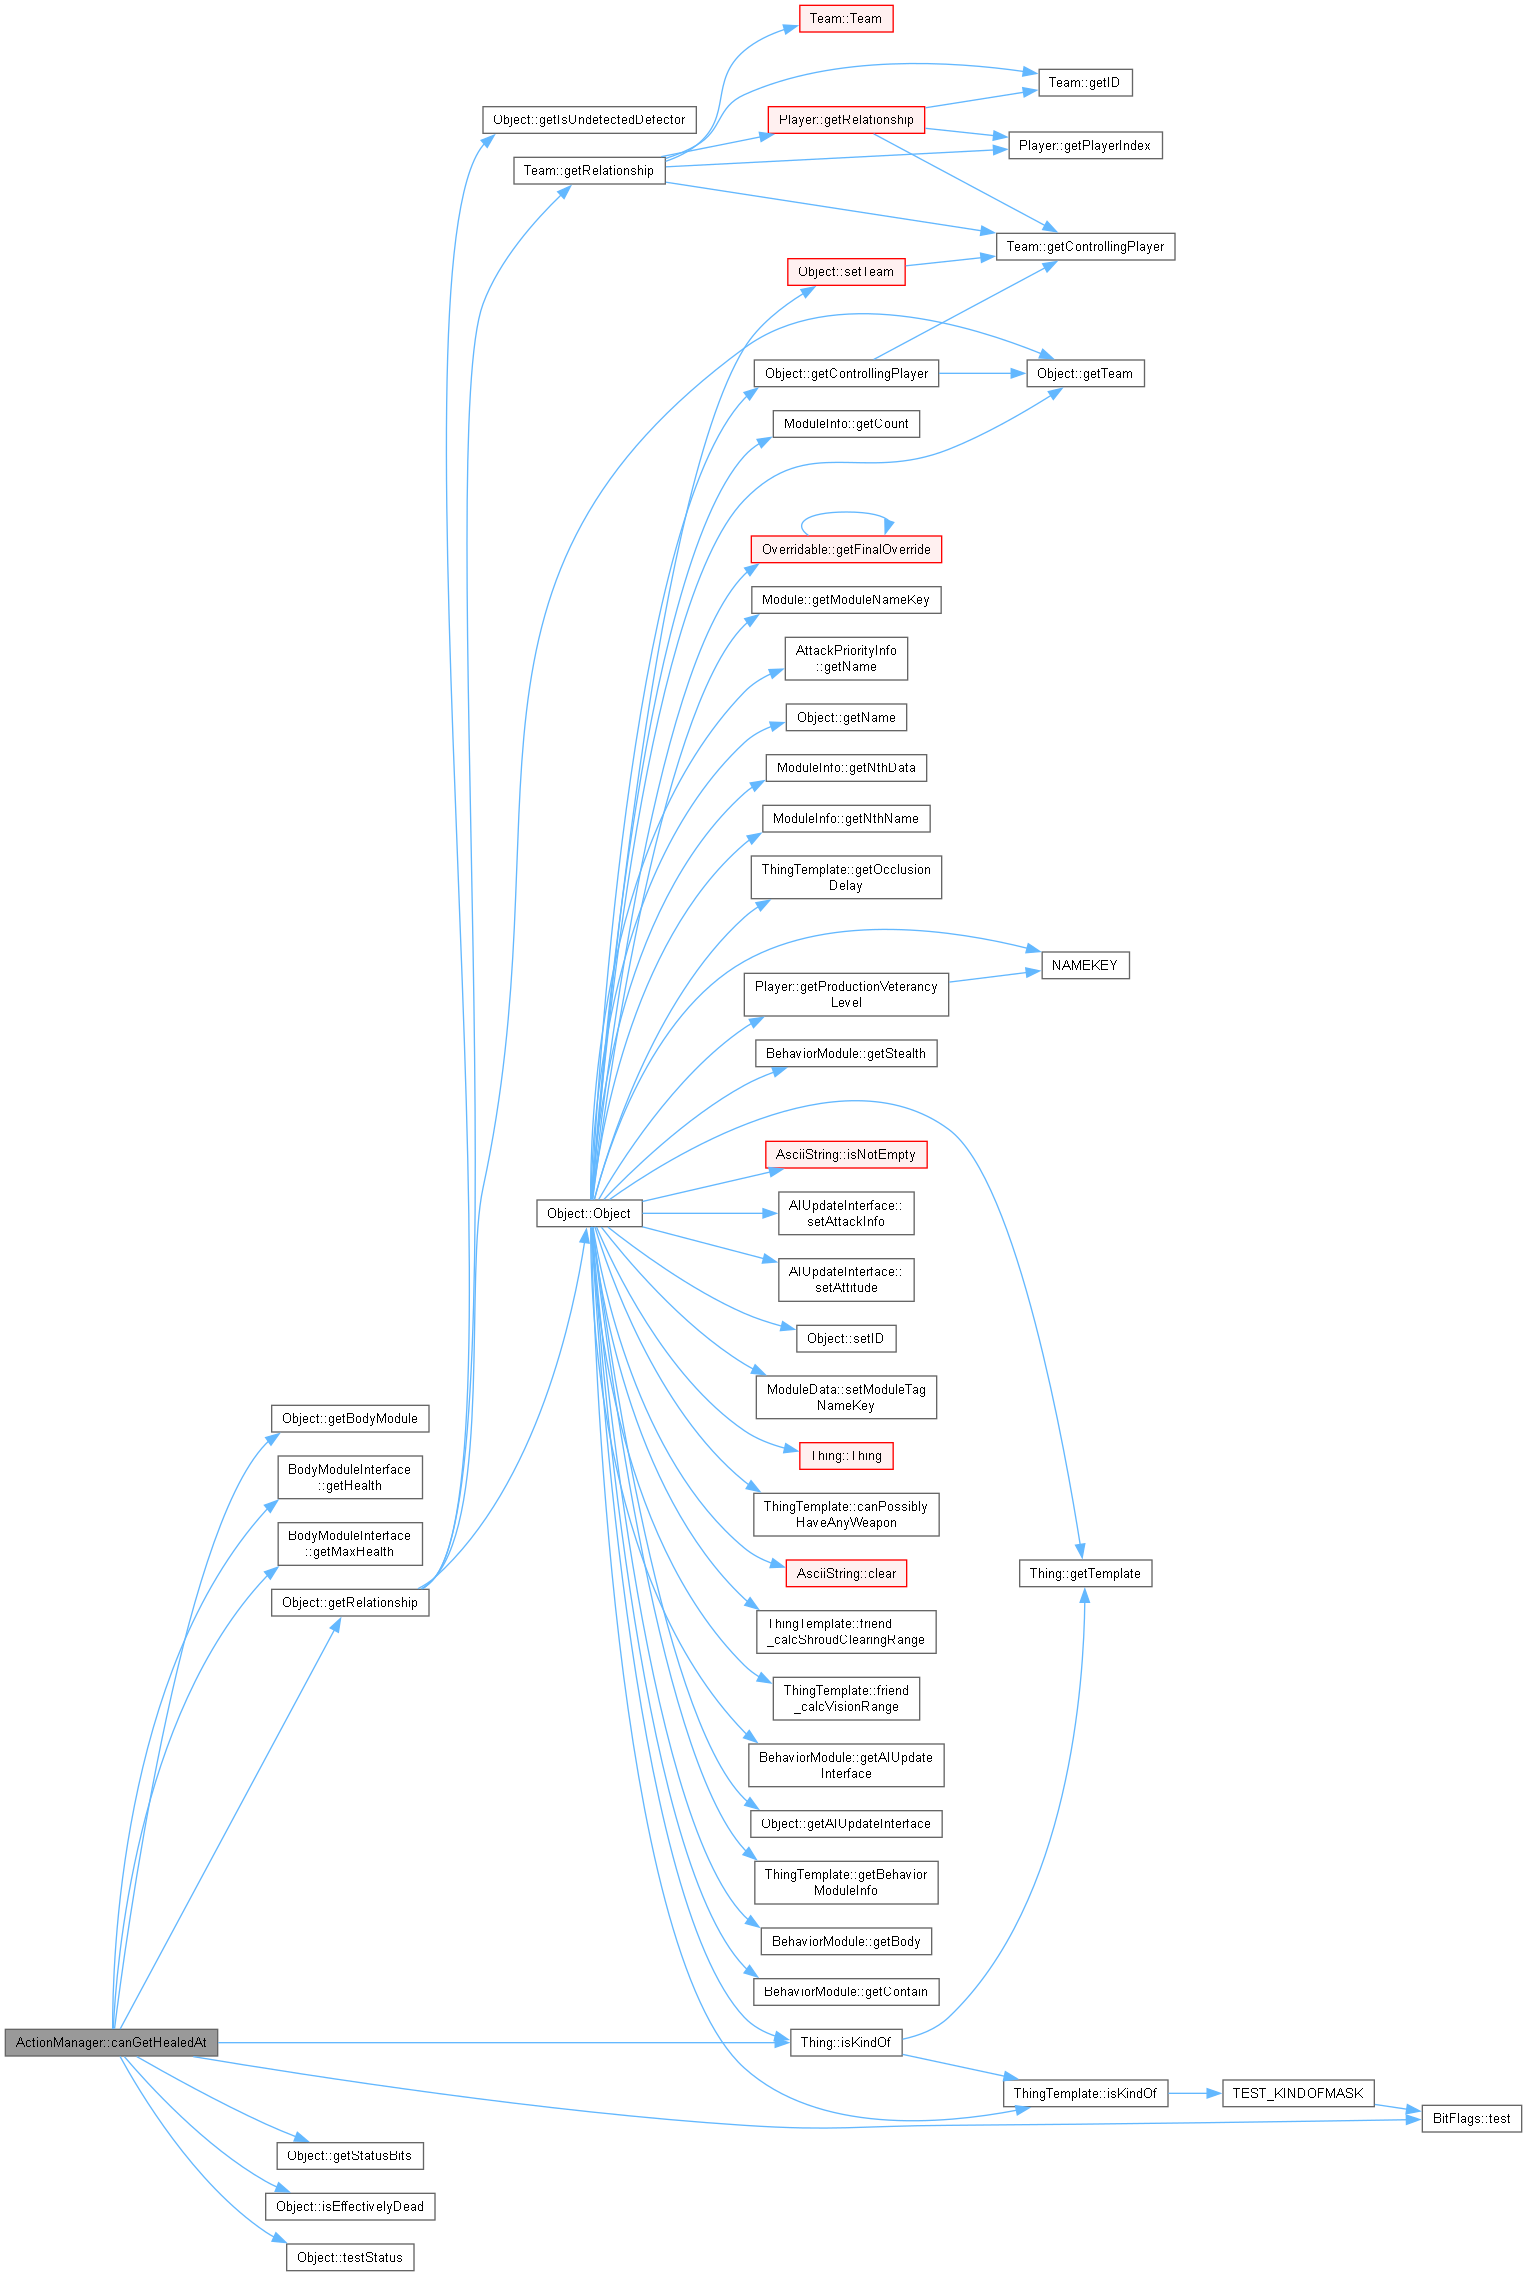 Team::Team
Team::getID
Object::getIsUndetectedDefector
Player::getRelationship
Player::getPlayerIndex
Team::getRelationship
Team::getControllingPlayer
Object::setTeam
Object::getControllingPlayer
Object::getTeam
ModuleInfo::getCount
Overridable::getFinalOverride
Module::getModuleNameKey
AttackPriorityInfo
::getName
Object::getName
ModuleInfo::getNthData
ModuleInfo::getNthName
ThingTemplate::getOcclusion
Delay
NAMEKEY
Player::getProductionVeterancy
Level
BehaviorModule::getStealth
AsciiString::isNotEmpty
Object::Object
AIUpdateInterface::
setAttackInfo
AIUpdateInterface::
setAttitude
Object::setID
ModuleData::setModuleTag
NameKey
Object::getBodyModule
Thing::Thing
BodyModuleInterface
::getHealth
ThingTemplate::canPossibly
HaveAnyWeapon
BodyModuleInterface
::getMaxHealth
AsciiString::clear
Thing::getTemplate
Object::getRelationship
ThingTemplate::friend
_calcShroudClearingRange
ThingTemplate::friend
_calcVisionRange
BehaviorModule::getAIUpdate
Interface
Object::getAIUpdateInterface
ThingTemplate::getBehavior
ModuleInfo
BehaviorModule::getBody
BehaviorModule::getContain
ActionManager::canGetHealedAt
Thing::isKindOf
ThingTemplate::isKindOf
TEST_KINDOFMASK
BitFlags::test
Object::getStatusBits
Object::isEffectivelyDead
Object::testStatus